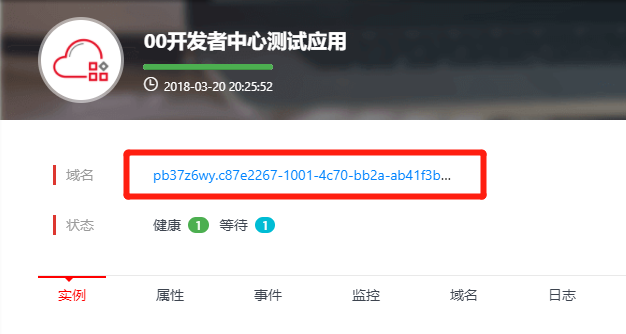 00开发者中心测试应用
2018-03-20 20:25:52
域名 pb37z6wy.c87e2267-1001-4c70-bb2a-ab41f3b...
状态 健康 1 等待 1
实例 属性 事件 监控 域名 日志